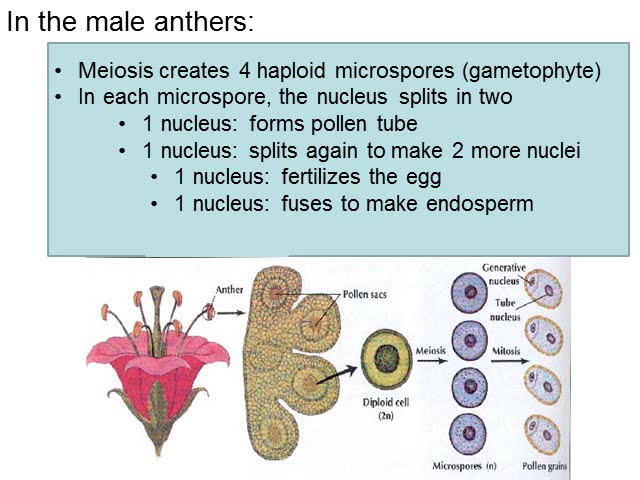 In the male anthers:
• Meiosis creates 4 haploid microspores (gametophyte)
• In each microspore, the nucleus splits in two
• 1 nucleus: forms pollen tube
• 1 nucleus: splits again to make 2 more nuclei
• 1 nucleus: fertilizes the egg
• 1 nucleus: fuses to make endosperm
Generative
nucleus
Anther
Pollen sacs
Tube
nucleus
Meiosis
Mitosis
Diploid cell
(2n)
Microspores (n)
Pollen grains